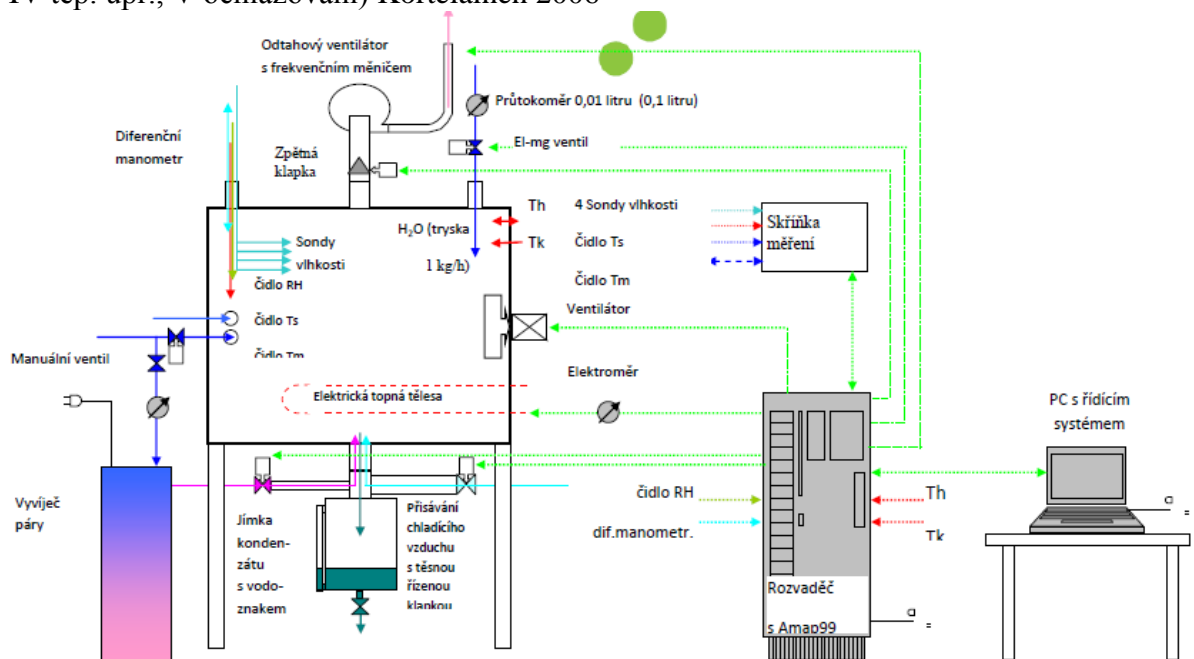 Odtahový ventilátor
s frekvenčním měničem
Průtokoměr 0,01 litru (0,1 litru)
Diferenční
manometr
Zpětná
klapka
El-mg ventil
Th
Tk
H₂O (tryska
1 kg/h)
4 Sondy vlhkosti
Čidlo Ts
Čidlo Tm
Skříňka
měření
Sondy
vlhkosti
čidlo RH
čidlo Ts
čidlo Tm
Ventilátor
Manuální ventil
Elektrická topná tělesa
Elektroměr
PC s řídícím
systémem
Vyvíječ
páry
Jímka
konden-
zátu
s vodo-
znakem
Přisávání
chladícího
vzduchu
s těsnou
řízenou
klapkou
čidlo RH
dif.manometr.
Th
Tk
Rozvaděč
s Amap99